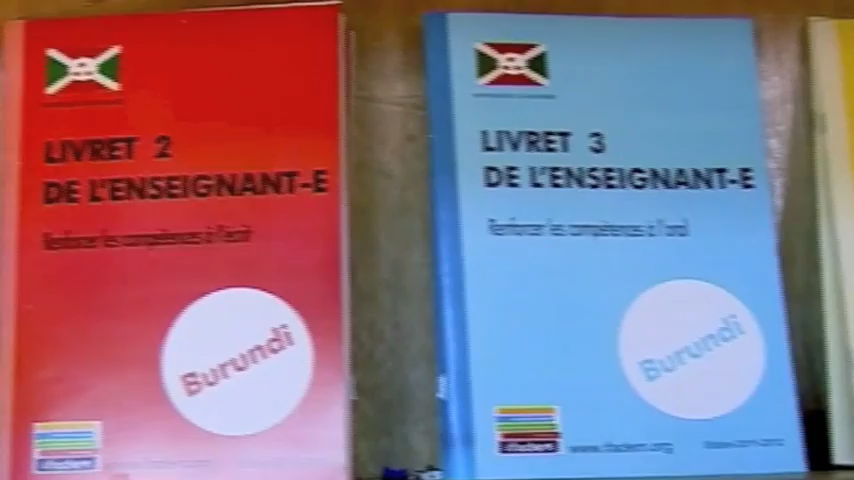 LIVRET 2
DE L'ENSEIGNANT-E
Renforcer les compétences à l'écrit
Burundi
LIVRET 3
DE L'ENSEIGNANT-E
Renforcer les compétences à l'oral
Burundi
ifadem
www.ifadem.org